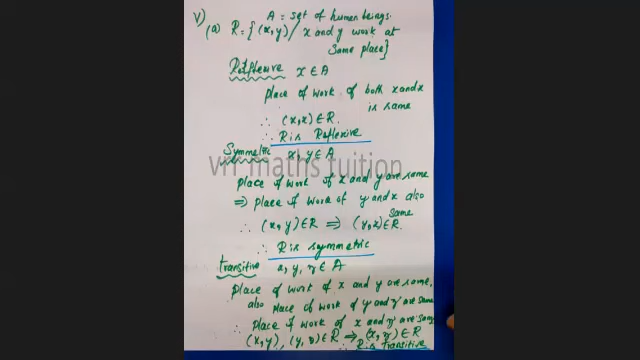 V) A = set of human beings.
(a) R = {(x,y) / x and y work at
same place}
Reflexive x ∈ A
place of work of both x and x
is same
∴ (x,x) ∈ R.
∴ R is Reflexive
Symmetric x, y ∈ A
vh maths tuition
place of work of x and y are same
⇒ place of work of y and x also
same
∴ (x, y) ∈ R ⇒ (y,x) ∈ R.
∴ R is symmetric
Transitive x, y, z ∈ A
place of work of x and y are same,
also place of work of y and z are same
∴ place of work of x and z are same
(x,y), (y,z) ∈ R ⇒ (x,z) ∈ R
∴ R is Transitive